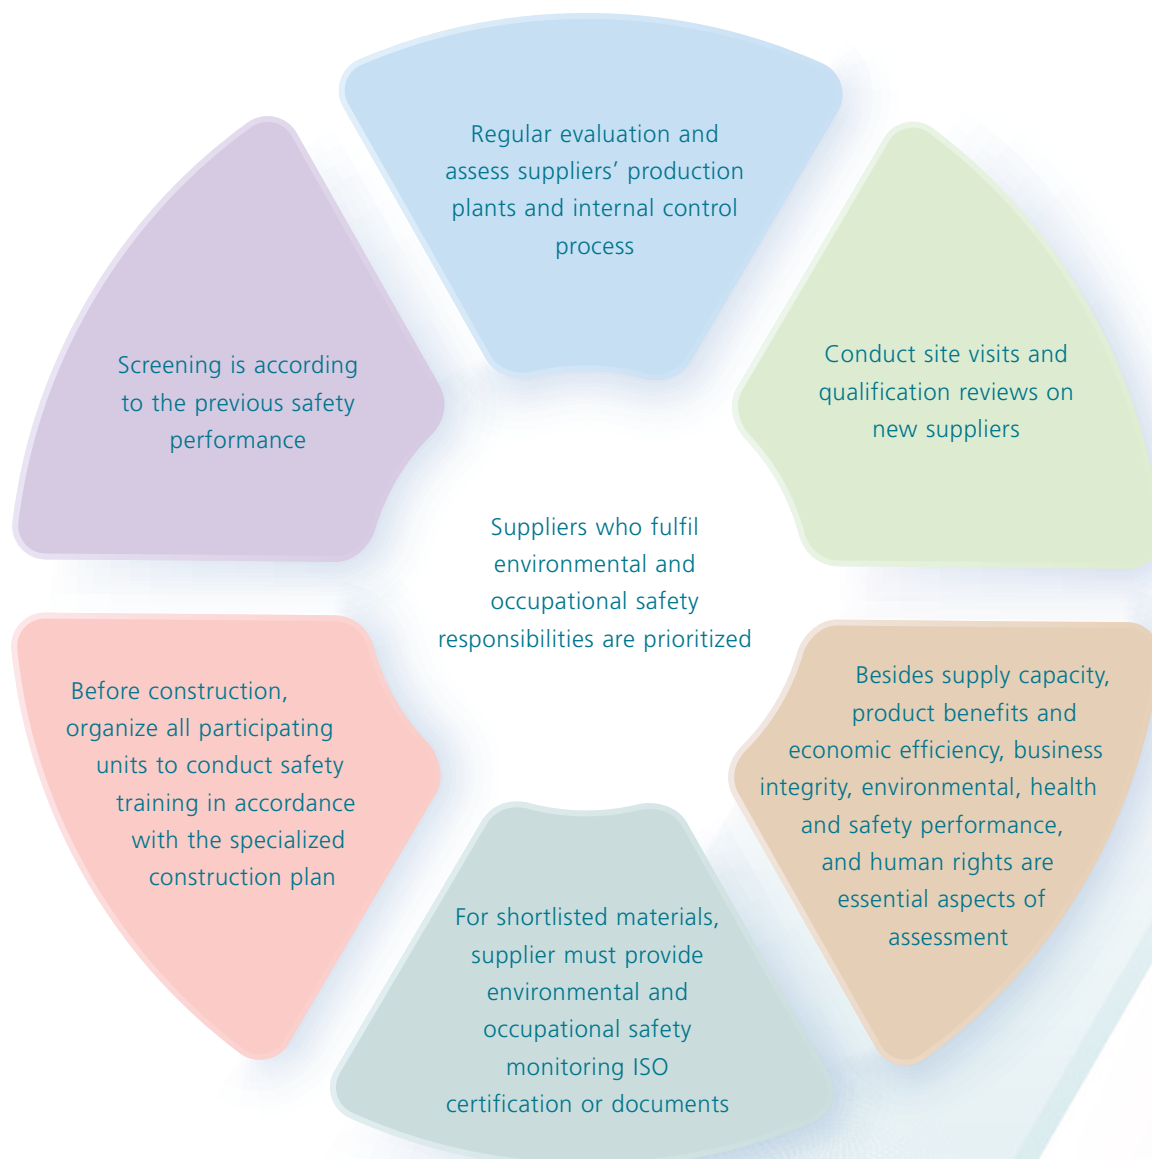 Regular evaluation and
assess suppliers’ production
plants and internal control
process
Conduct site visits and
qualification reviews on
new suppliers
Besides supply capacity,
product benefits and
economic efficiency, business
integrity, environmental, health
and safety performance,
and human rights are
essential aspects of
assessment
For shortlisted materials,
supplier must provide
environmental and
occupational safety
monitoring ISO
certification or documents
Before construction,
organize all participating
units to conduct safety
training in accordance
with the specialized
construction plan
Screening is according
to the previous safety
performance
Suppliers who fulfil
environmental and
occupational safety
responsibilities are prioritized